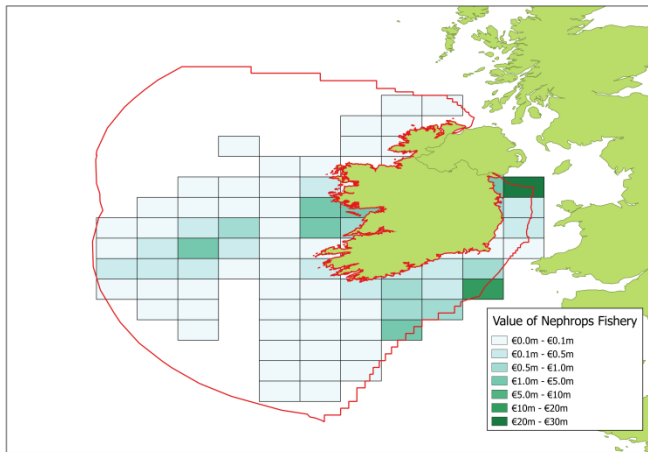 Value of Nephrops Fishery
€0.0m - €0.1m
€0.1m - €0.5m
€0.5m - €1.0m
€1.0m - €5.0m
€5.0m - €10m
€10m - €20m
€20m - €30m